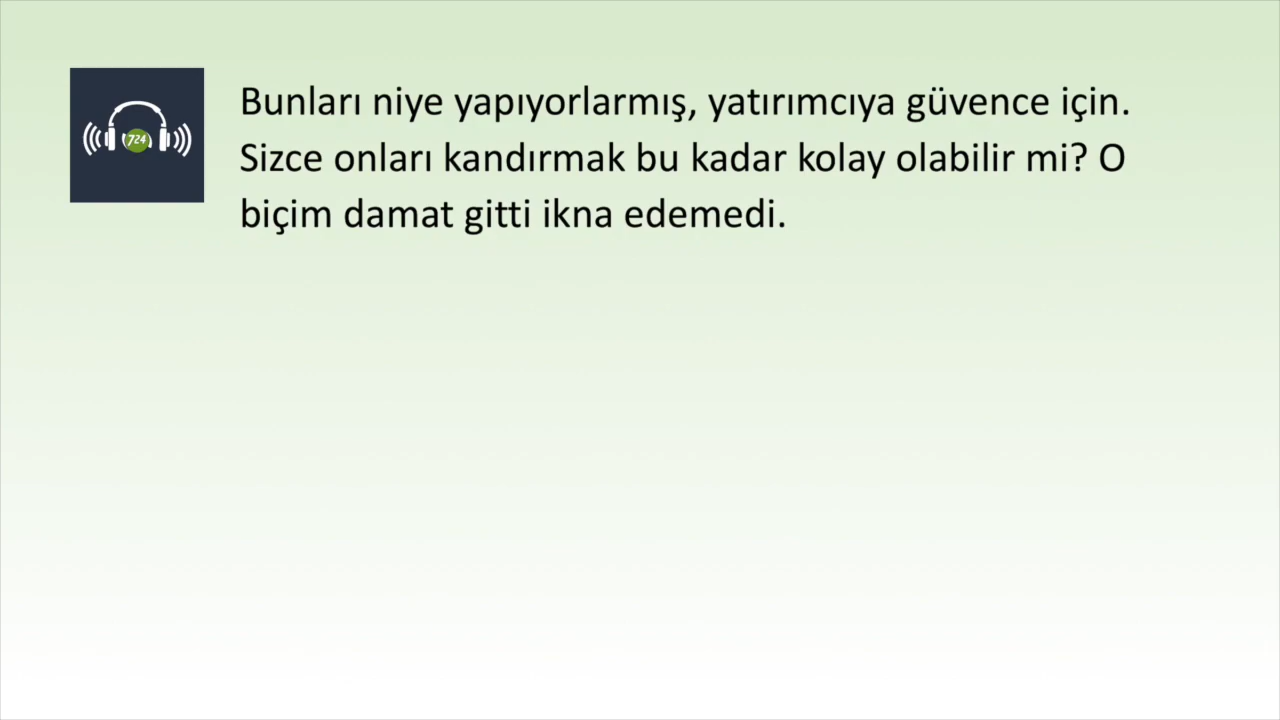 724
Bunları niye yapıyorlarmış, yatırımcıya güvence için.
Sizce onları kandırmak bu kadar kolay olabilir mi? O
biçim damat gitti ikna edemedi.